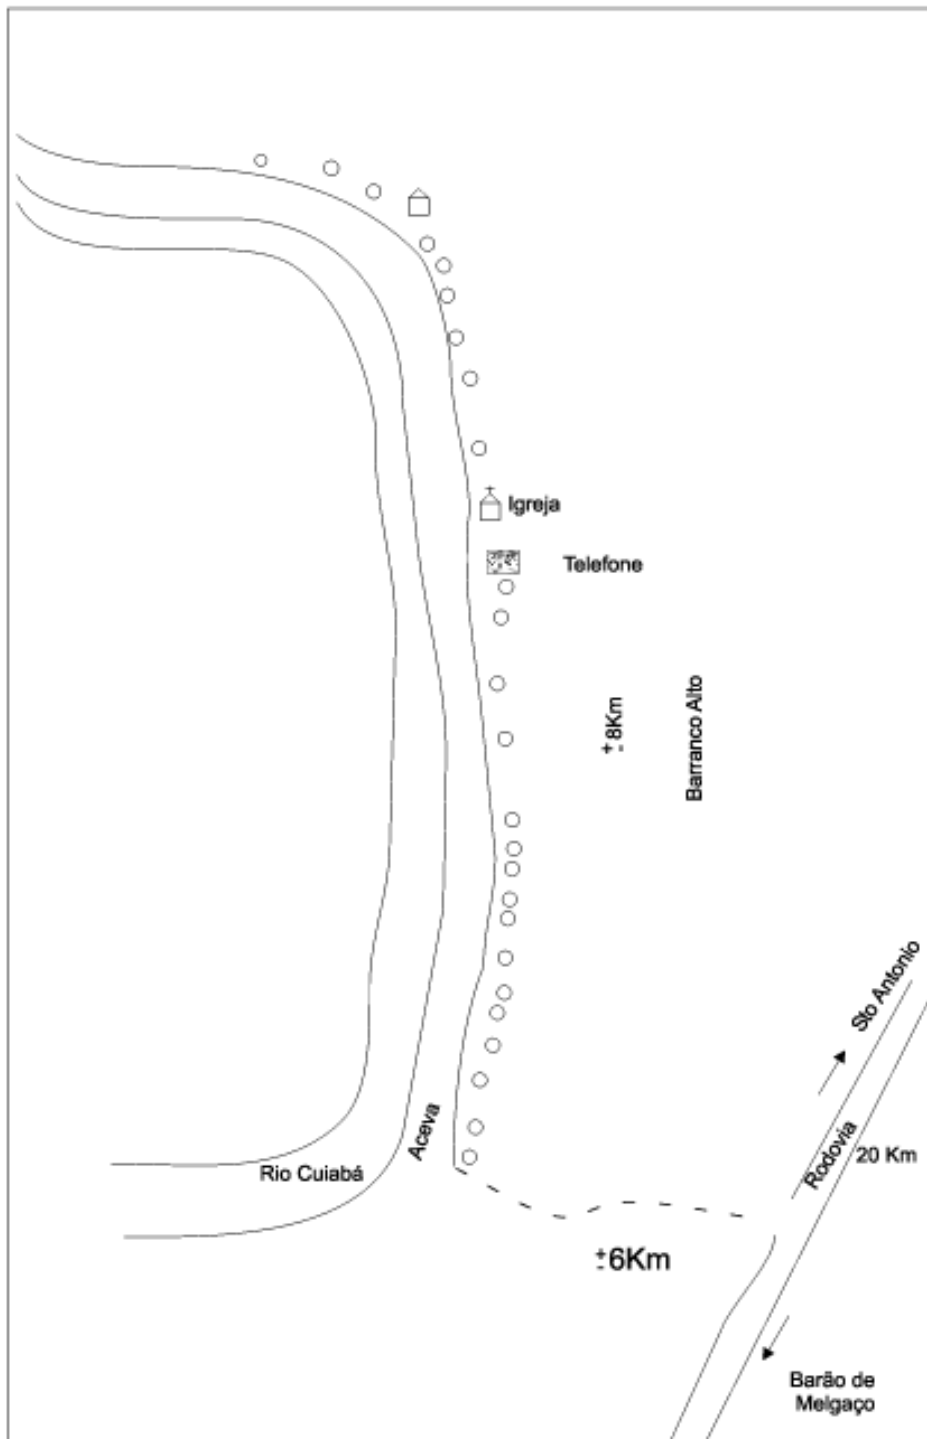 Igreja
Telefone
± 8Km
Barranco Alto
Sto Antonio
Rodovia
20 Km
Aceva
Rio Cuiabá
±6Km
Barão de
Melgaço